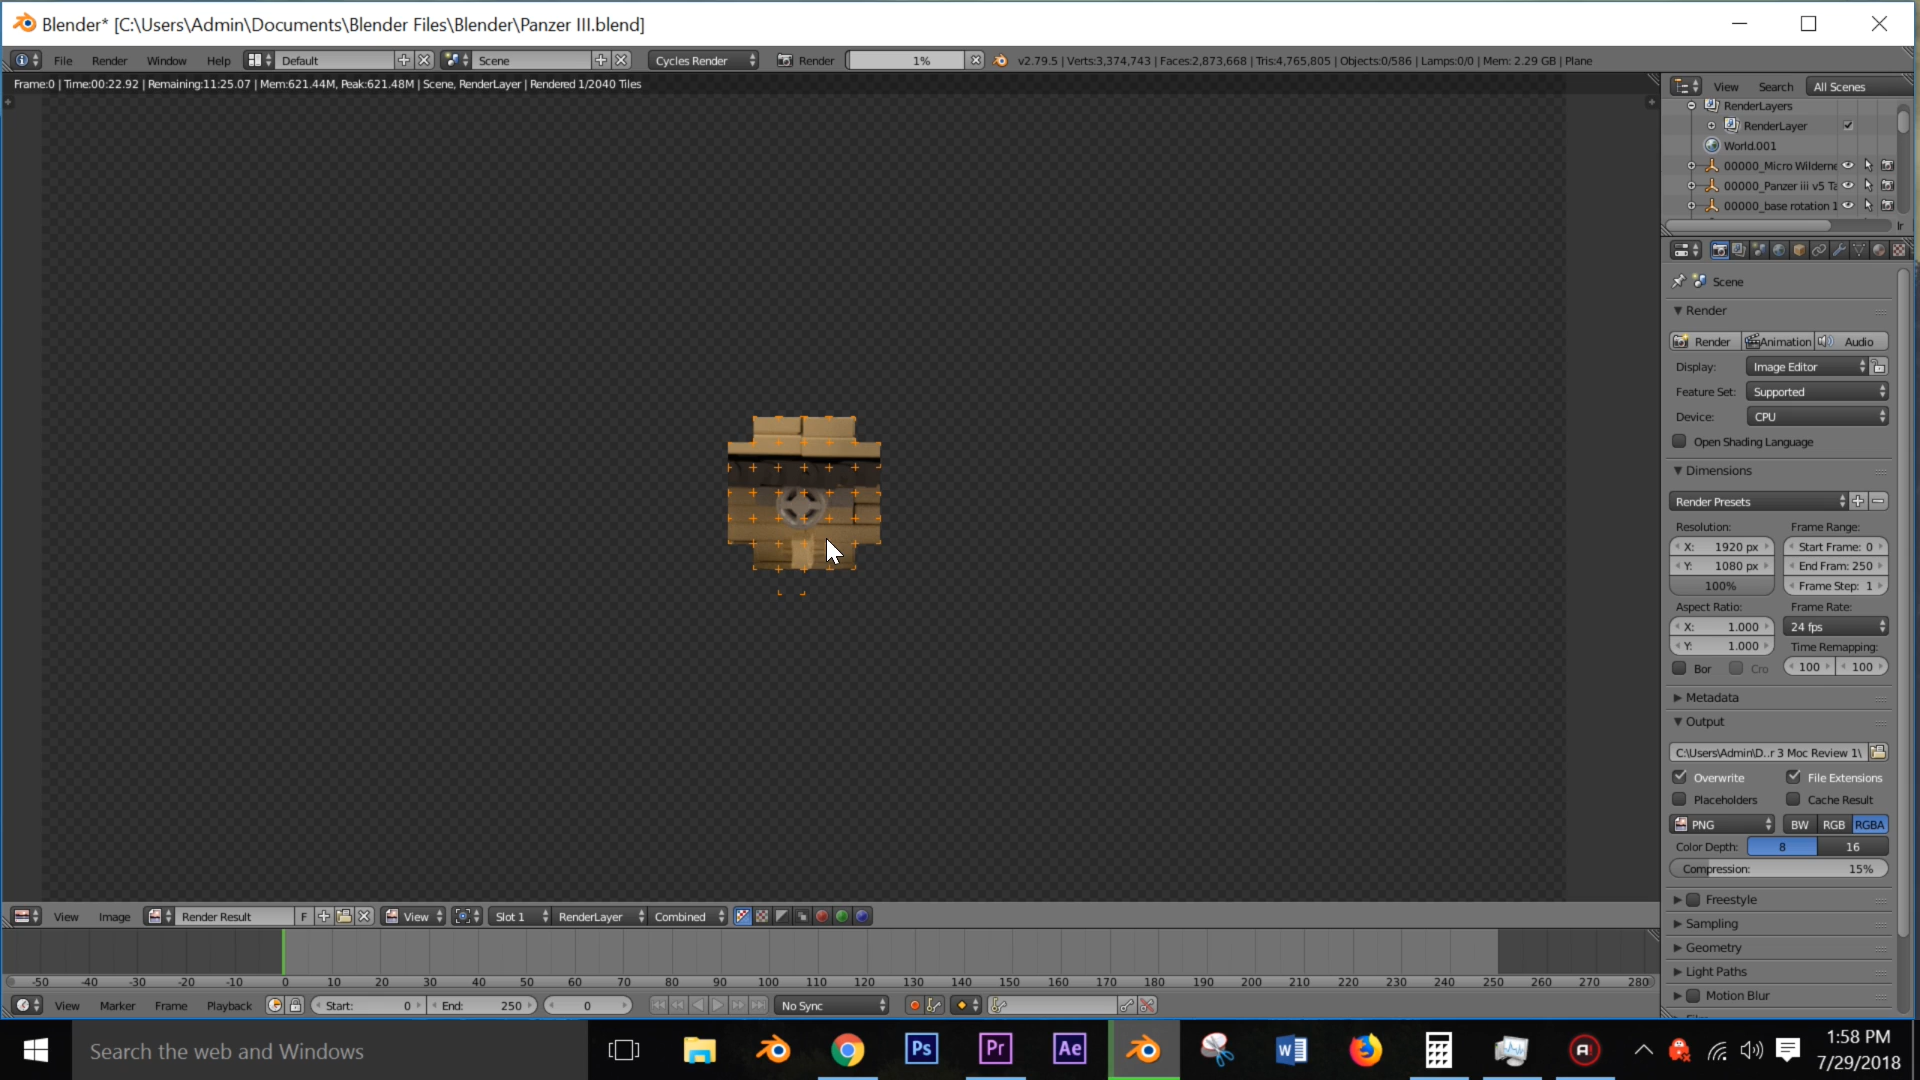 Blender* [C:\Users\Admin\Documents\Blender Files\Blender\Panzer III.blend]
File Render Window Help Default Scene Cycles Render Render 1% v2.79.5 | Verts:3,374,743 | Faces:2,873,668 | Tris:4,765,805 | Objects:0/586 | Lamps:0/0 | Mem: 2.29 GB | Plane
Frame:0 | Time:00:22.92 | Remaining:11:25.07 | Mem:621.44M, Peak:621.48M | Scene, RenderLayer | Rendered 1/2040 Tiles
View Search All Scenes
RenderLayers
RenderLayer
World.001
00000_Micro Wilderne
00000_Panzer iii v5 Ta
00000_base rotation 1
Scene
Render
Render Animation Audio
Display: Image Editor
Feature Set: Supported
Device: CPU
Open Shading Language
Dimensions
Render Presets
Resolution: Frame Range:
X: 1920 px Start Frame: 0
Y: 1080 px End Fram: 250
100% Frame Step: 1
Aspect Ratio: Frame Rate:
X: 1.000 24 fps
Y: 1.000 Time Remapping:
Bor Cro 100 100
Metadata
Output
C:\Users\Admin\D..r 3 Moc Review 1\
Overwrite File Extensions
Placeholders Cache Result
PNG BW RGB RGBA
Color Depth: 8 16
Compression: 15%
Freestyle
Sampling
Geometry
Light Paths
Motion Blur
View Image Render Result F View Slot 1 RenderLayer Combined
-50 -40 -30 -20 -10 0 10 20 30 40 50 60 70 80 90 100 110 120 130 140 150 160 170 180 190 200 210 220 230 240 250 260 270 280
View Marker Frame Playback Start: 0 End: 250 0 No Sync
Search the web and Windows
Ps Pr Ae
1:58 PM
7/29/2018